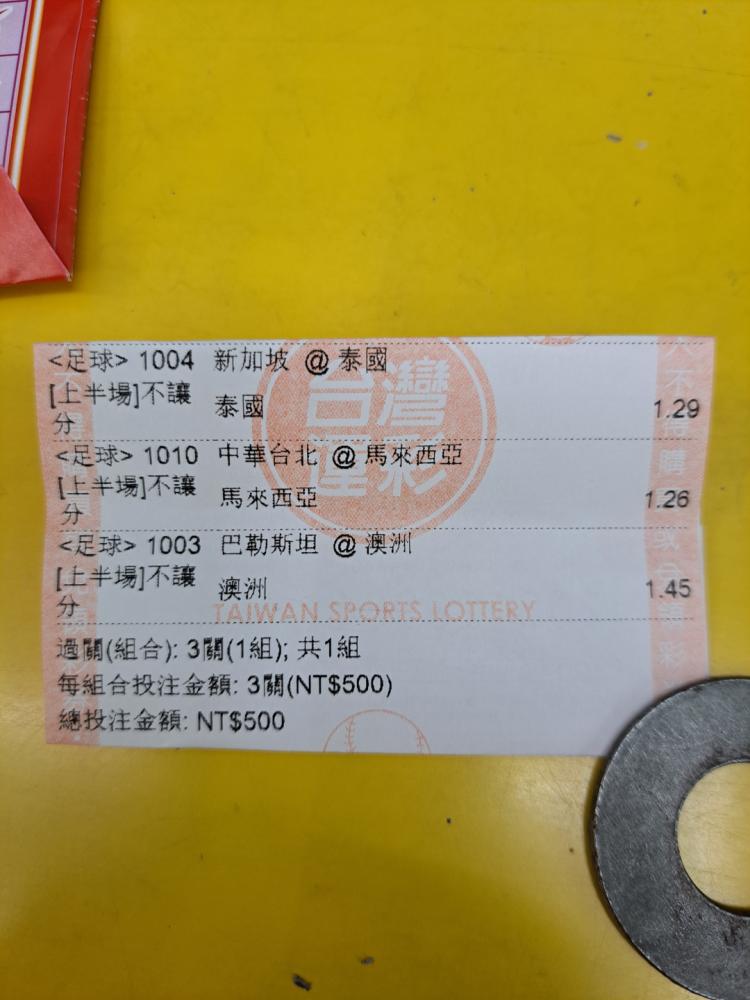 <足球> 1004 新加坡 @ 泰國
[上半場]不讓分 泰國 1.29
<足球> 1010 中華台北 @ 馬來西亞
[上半場]不讓分 馬來西亞 1.26
<足球> 1003 巴勒斯坦 @ 澳洲
[上半場]不讓分 澳洲 1.45
TAIWAN SPORTS LOTTERY
過關(組合): 3關(1組); 共1組
每組合投注金額: 3關(NT$500)
總投注金額: NT$500
台灣
運彩